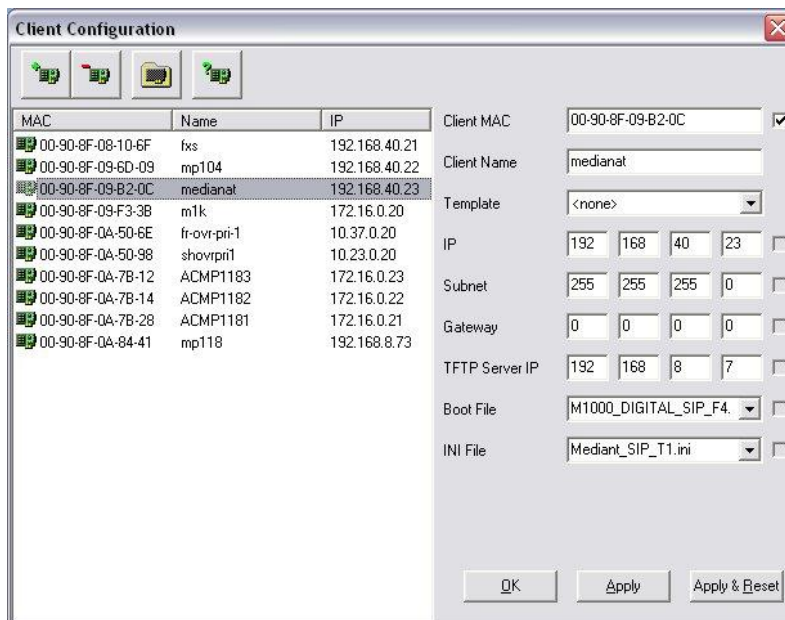 Client Configuration
MAC Name IP
00-90-8F-08-10-6F fxs 192.168.40.21
00-90-8F-09-6D-09 mp104 192.168.40.22
00-90-8F-09-B2-0C medianat 192.168.40.23
00-90-8F-09-F3-3B m1k 172.16.0.20
00-90-8F-0A-50-6E fr-ovr-pri-1 10.37.0.20
00-90-8F-0A-50-98 shovrpri1 10.23.0.20
00-90-8F-0A-7B-12 ACMP1183 172.16.0.23
00-90-8F-0A-7B-14 ACMP1182 172.16.0.22
00-90-8F-0A-7B-28 ACMP1181 172.16.0.21
00-90-8F-0A-84-41 mp118 192.168.8.73
Client MAC 00-90-8F-09-B2-0C
Client Name medianat
Template <none>
IP 192 168 40 23
Subnet 255 255 255 0
Gateway 0 0 0 0
TFTP Server IP 192 168 8 7
Boot File M1000_DIGITAL_SIP_F4.
INI File Mediant_SIP_T1.ini
OK Apply Apply & Reset